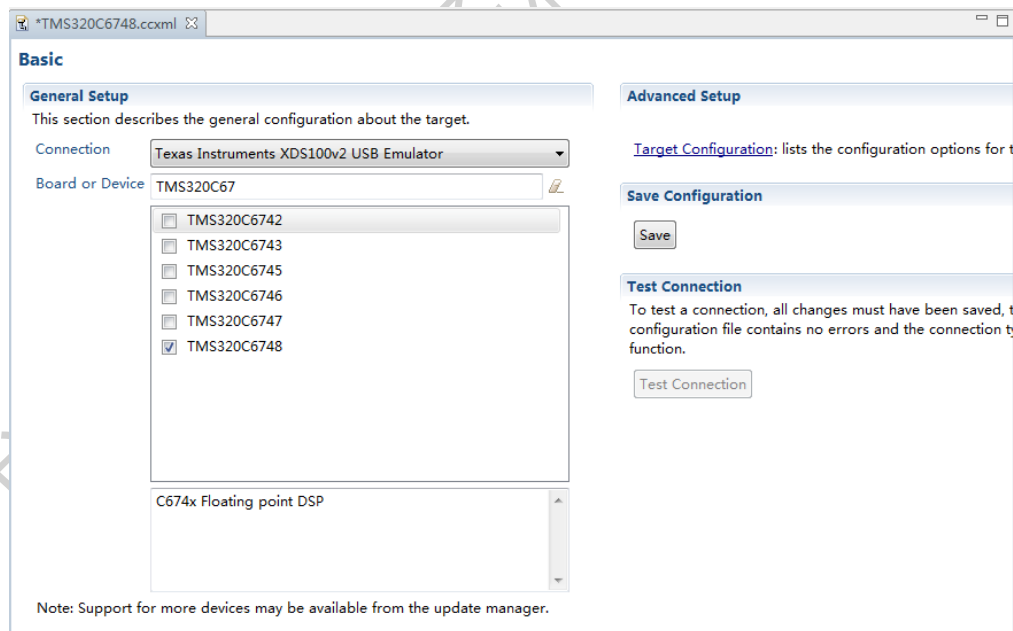 *TMS320C6748.ccxml
Basic
General Setup
This section describes the general configuration about the target.
Connection
Texas Instruments XDS100v2 USB Emulator
Board or Device
TMS320C67
TMS320C6742
TMS320C6743
TMS320C6745
TMS320C6746
TMS320C6747
TMS320C6748
C674x Floating point DSP
Note: Support for more devices may be available from the update manager.
Advanced Setup
Target Configuration: lists the configuration options for
Save Configuration
Save
Test Connection
To test a connection, all changes must have been saved,
configuration file contains no errors and the connection
function.
Test Connection